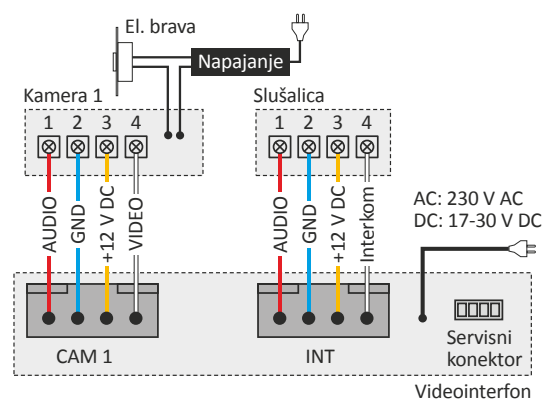 El. brava
Napajanje
Kamera 1
1 2 3 4
AUDIO
GND
+12 V DC
VIDEO
CAM 1
Slušalica
1 2 3 4
AUDIO
GND
+12 V DC
Interkom
INT
AC: 230 V AC
DC: 17-30 V DC
Servisni
konektor
Videointerfon